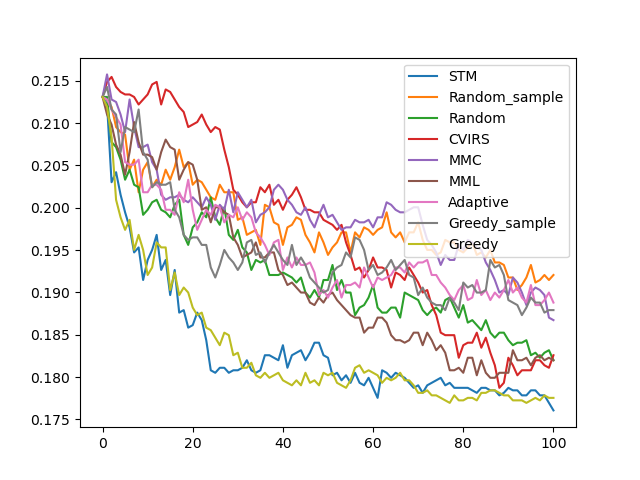 0.215
0.210
0.205
0.200
0.195
0.190
0.185
0.180
0.175
0
20
40
60
80
100
STM
Random_sample
Random
CVIRS
MMC
MML
Adaptive
Greedy_sample
Greedy